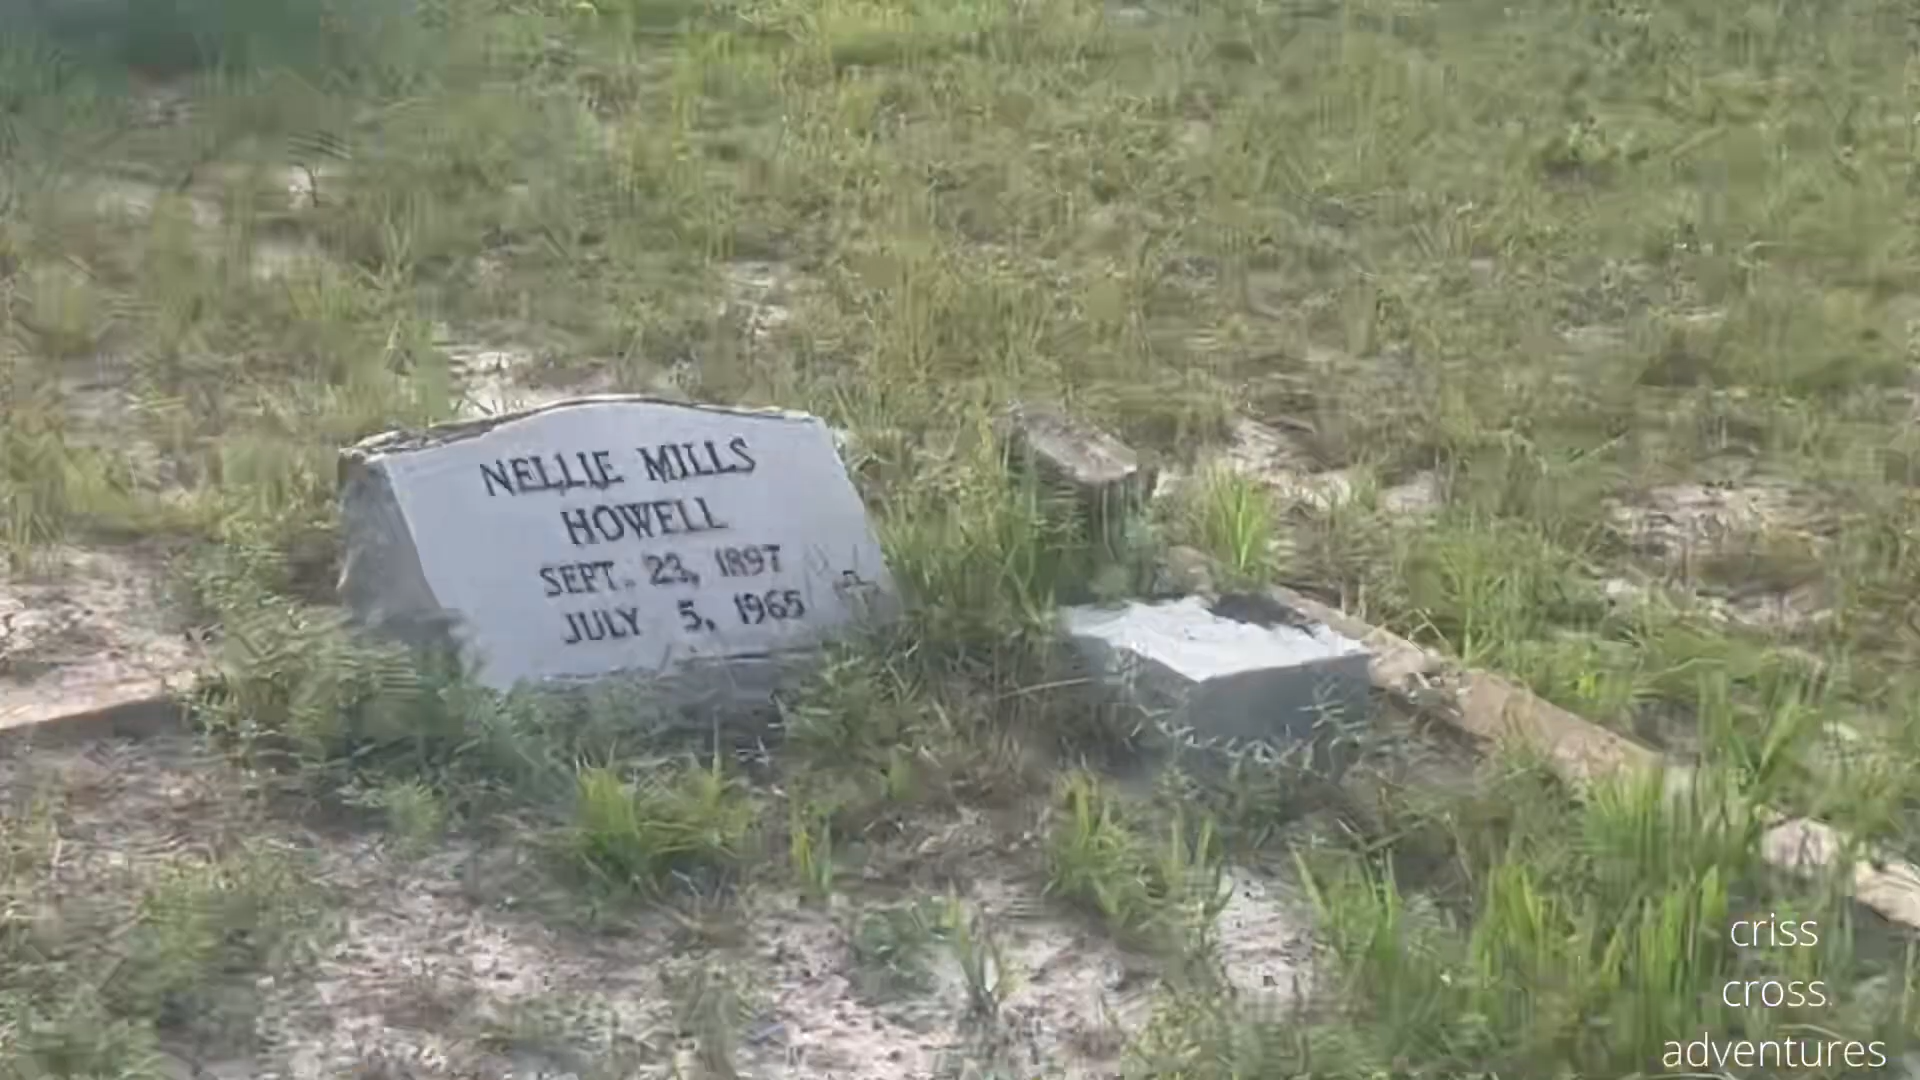 NELLIE MILLS
HOWELL
SEPT. 23, 1897
JULY 5, 1965
criss
cross
adventures